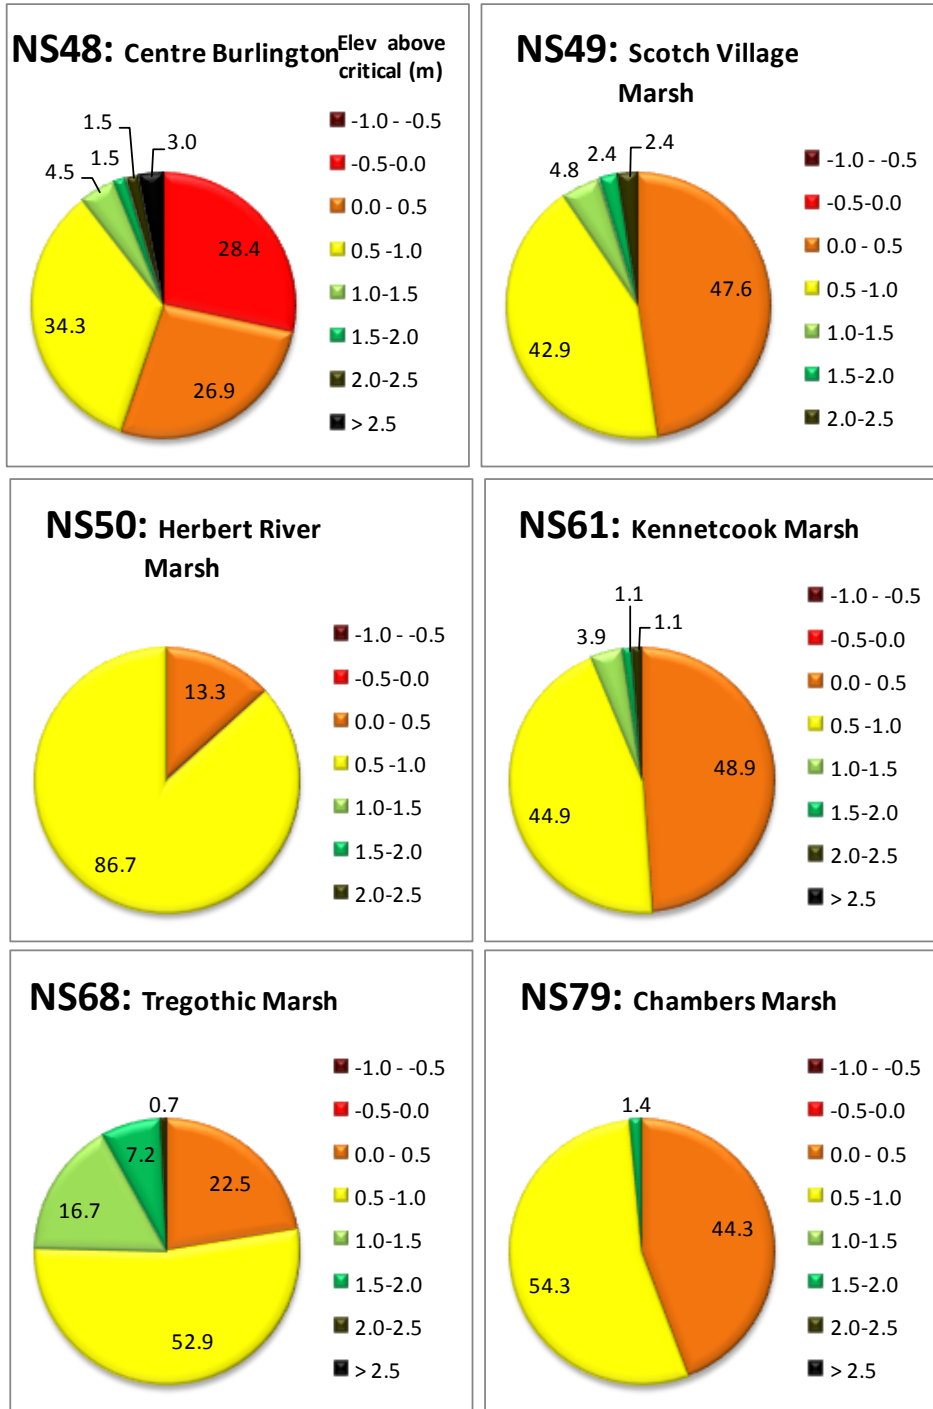 NS48: Centre Burlington
Elev above
critical (m)
1.5
3.0
4.5
1.5
28.4
34.3
26.9
-1.0 - -0.5
-0.5-0.0
0.0 - 0.5
0.5 -1.0
1.0-1.5
1.5-2.0
2.0-2.5
> 2.5
NS49: Scotch Village
Marsh
2.4
2.4
4.8
47.6
42.9
-1.0 - -0.5
-0.5-0.0
0.0 - 0.5
0.5 -1.0
1.0-1.5
1.5-2.0
2.0-2.5
NS50: Herbert River
Marsh
13.3
86.7
-1.0 - -0.5
-0.5-0.0
0.0 - 0.5
0.5 -1.0
1.0-1.5
1.5-2.0
2.0-2.5
NS61: Kennetcook Marsh
1.1
1.1
3.9
48.9
44.9
-1.0 - -0.5
-0.5-0.0
0.0 - 0.5
0.5 -1.0
1.0-1.5
1.5-2.0
2.0-2.5
> 2.5
NS68: Tregothic Marsh
0.7
7.2
22.5
16.7
52.9
-1.0 - -0.5
-0.5-0.0
0.0 - 0.5
0.5 -1.0
1.0-1.5
1.5-2.0
2.0-2.5
> 2.5
NS79: Chambers Marsh
1.4
44.3
54.3
-1.0 - -0.5
-0.5-0.0
0.0 - 0.5
0.5 -1.0
1.0-1.5
1.5-2.0
2.0-2.5
> 2.5